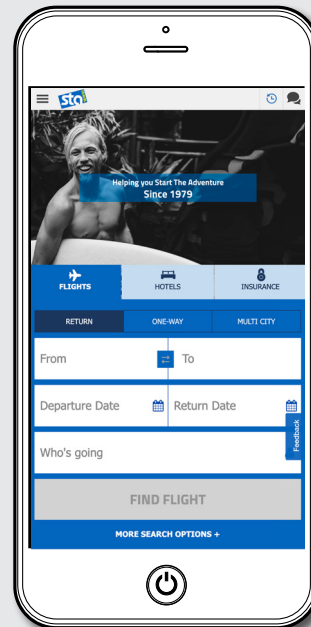 sta
Helping you Start The Adventure
Since 1979
FLIGHTS HOTELS INSURANCE
RETURN ONE-WAY MULTI CITY
From To
Departure Date Return Date
Feedback
Who's going
FIND FLIGHT
MORE SEARCH OPTIONS +